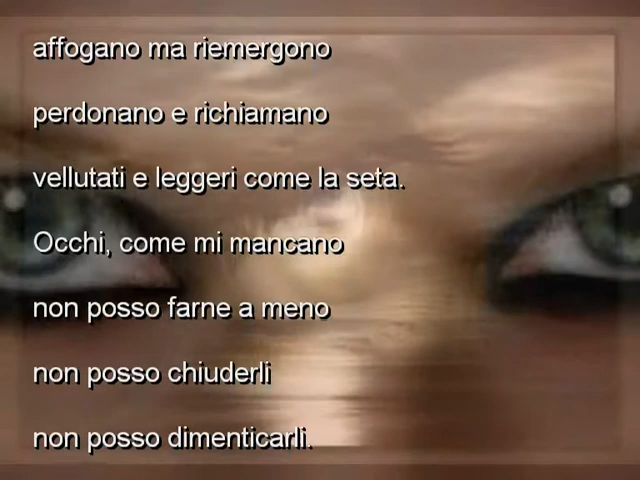 affogano ma riemergono
perdonano e richiamano
vellutati e leggeri come la seta.
Occhi, come mi mancano
non posso farne a meno
non posso chiuderli
non posso dimenticarli.